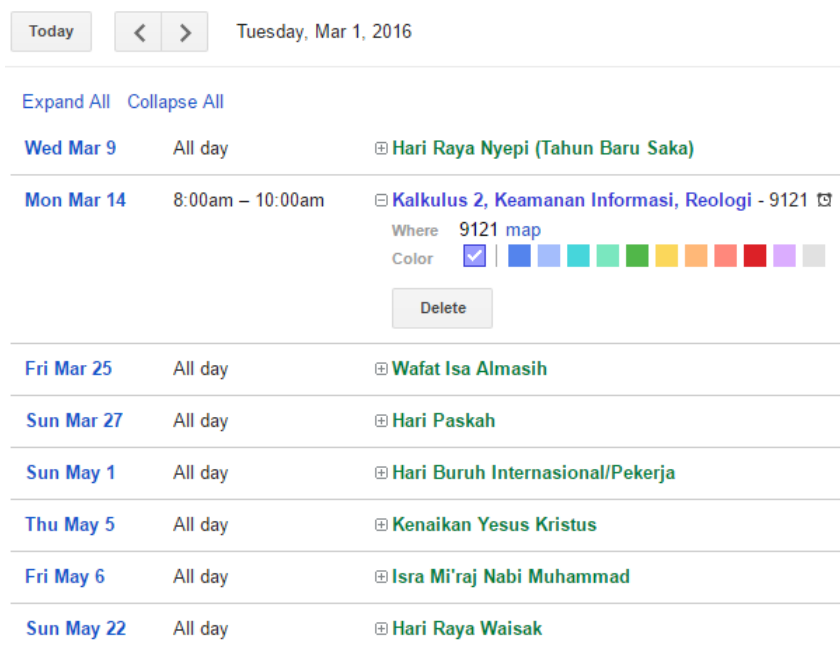 Today Tuesday, Mar 1, 2016
Expand All Collapse All
Wed Mar 9 All day Hari Raya Nyepi (Tahun Baru Saka)
Mon Mar 14 8:00am – 10:00am Kalkulus 2, Keamanan Informasi, Reologi - 9121
Where 9121 map
Color
Delete
Fri Mar 25 All day Wafat Isa Almasih
Sun Mar 27 All day Hari Paskah
Sun May 1 All day Hari Buruh Internasional/Pekerja
Thu May 5 All day Kenaikan Yesus Kristus
Fri May 6 All day Isra Mi'raj Nabi Muhammad
Sun May 22 All day Hari Raya Waisak